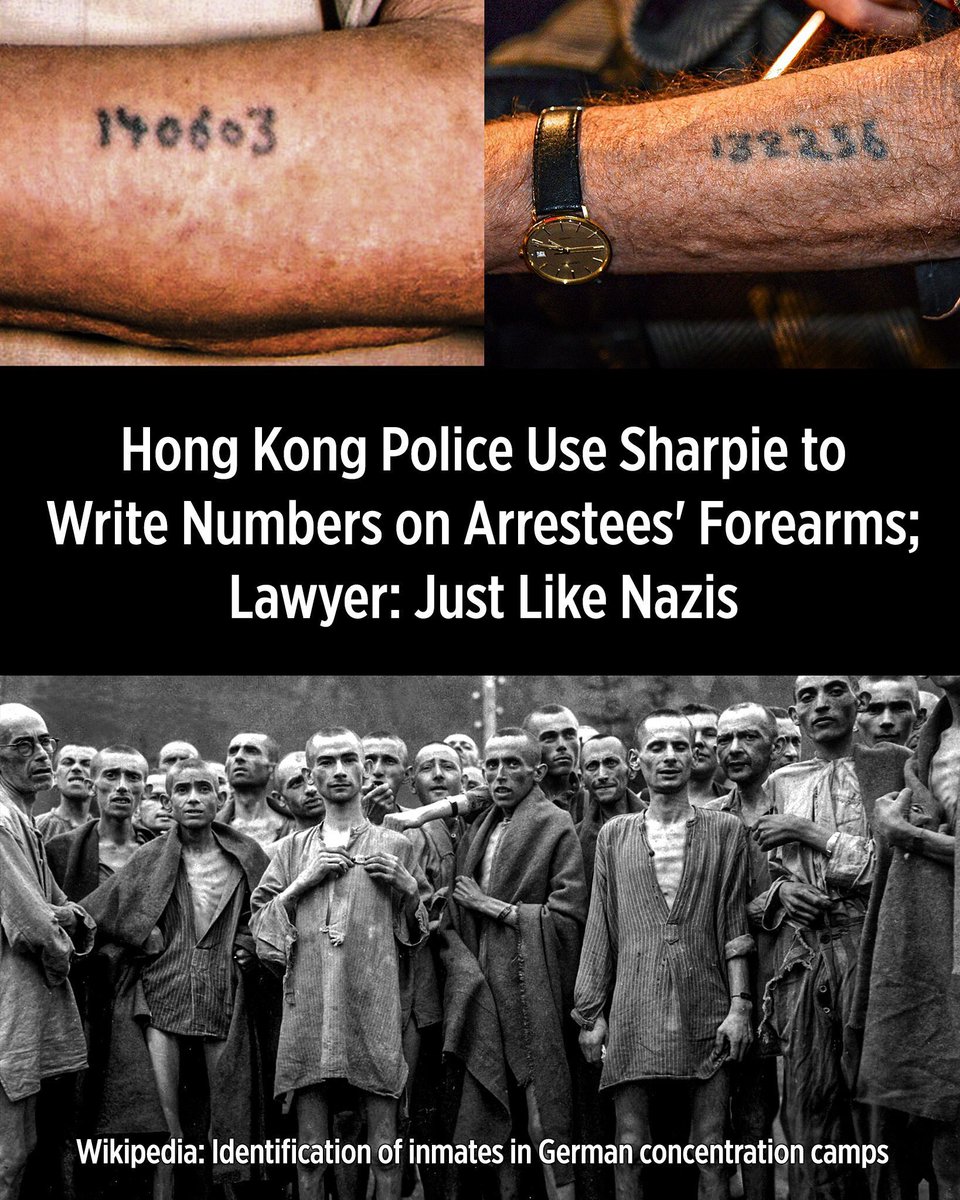 140603
132236
Hong Kong Police Use Sharpie to
Write Numbers on Arrestees' Forearms;
Lawyer: Just Like Nazis
Wikipedia: Identification of inmates in German concentration camps